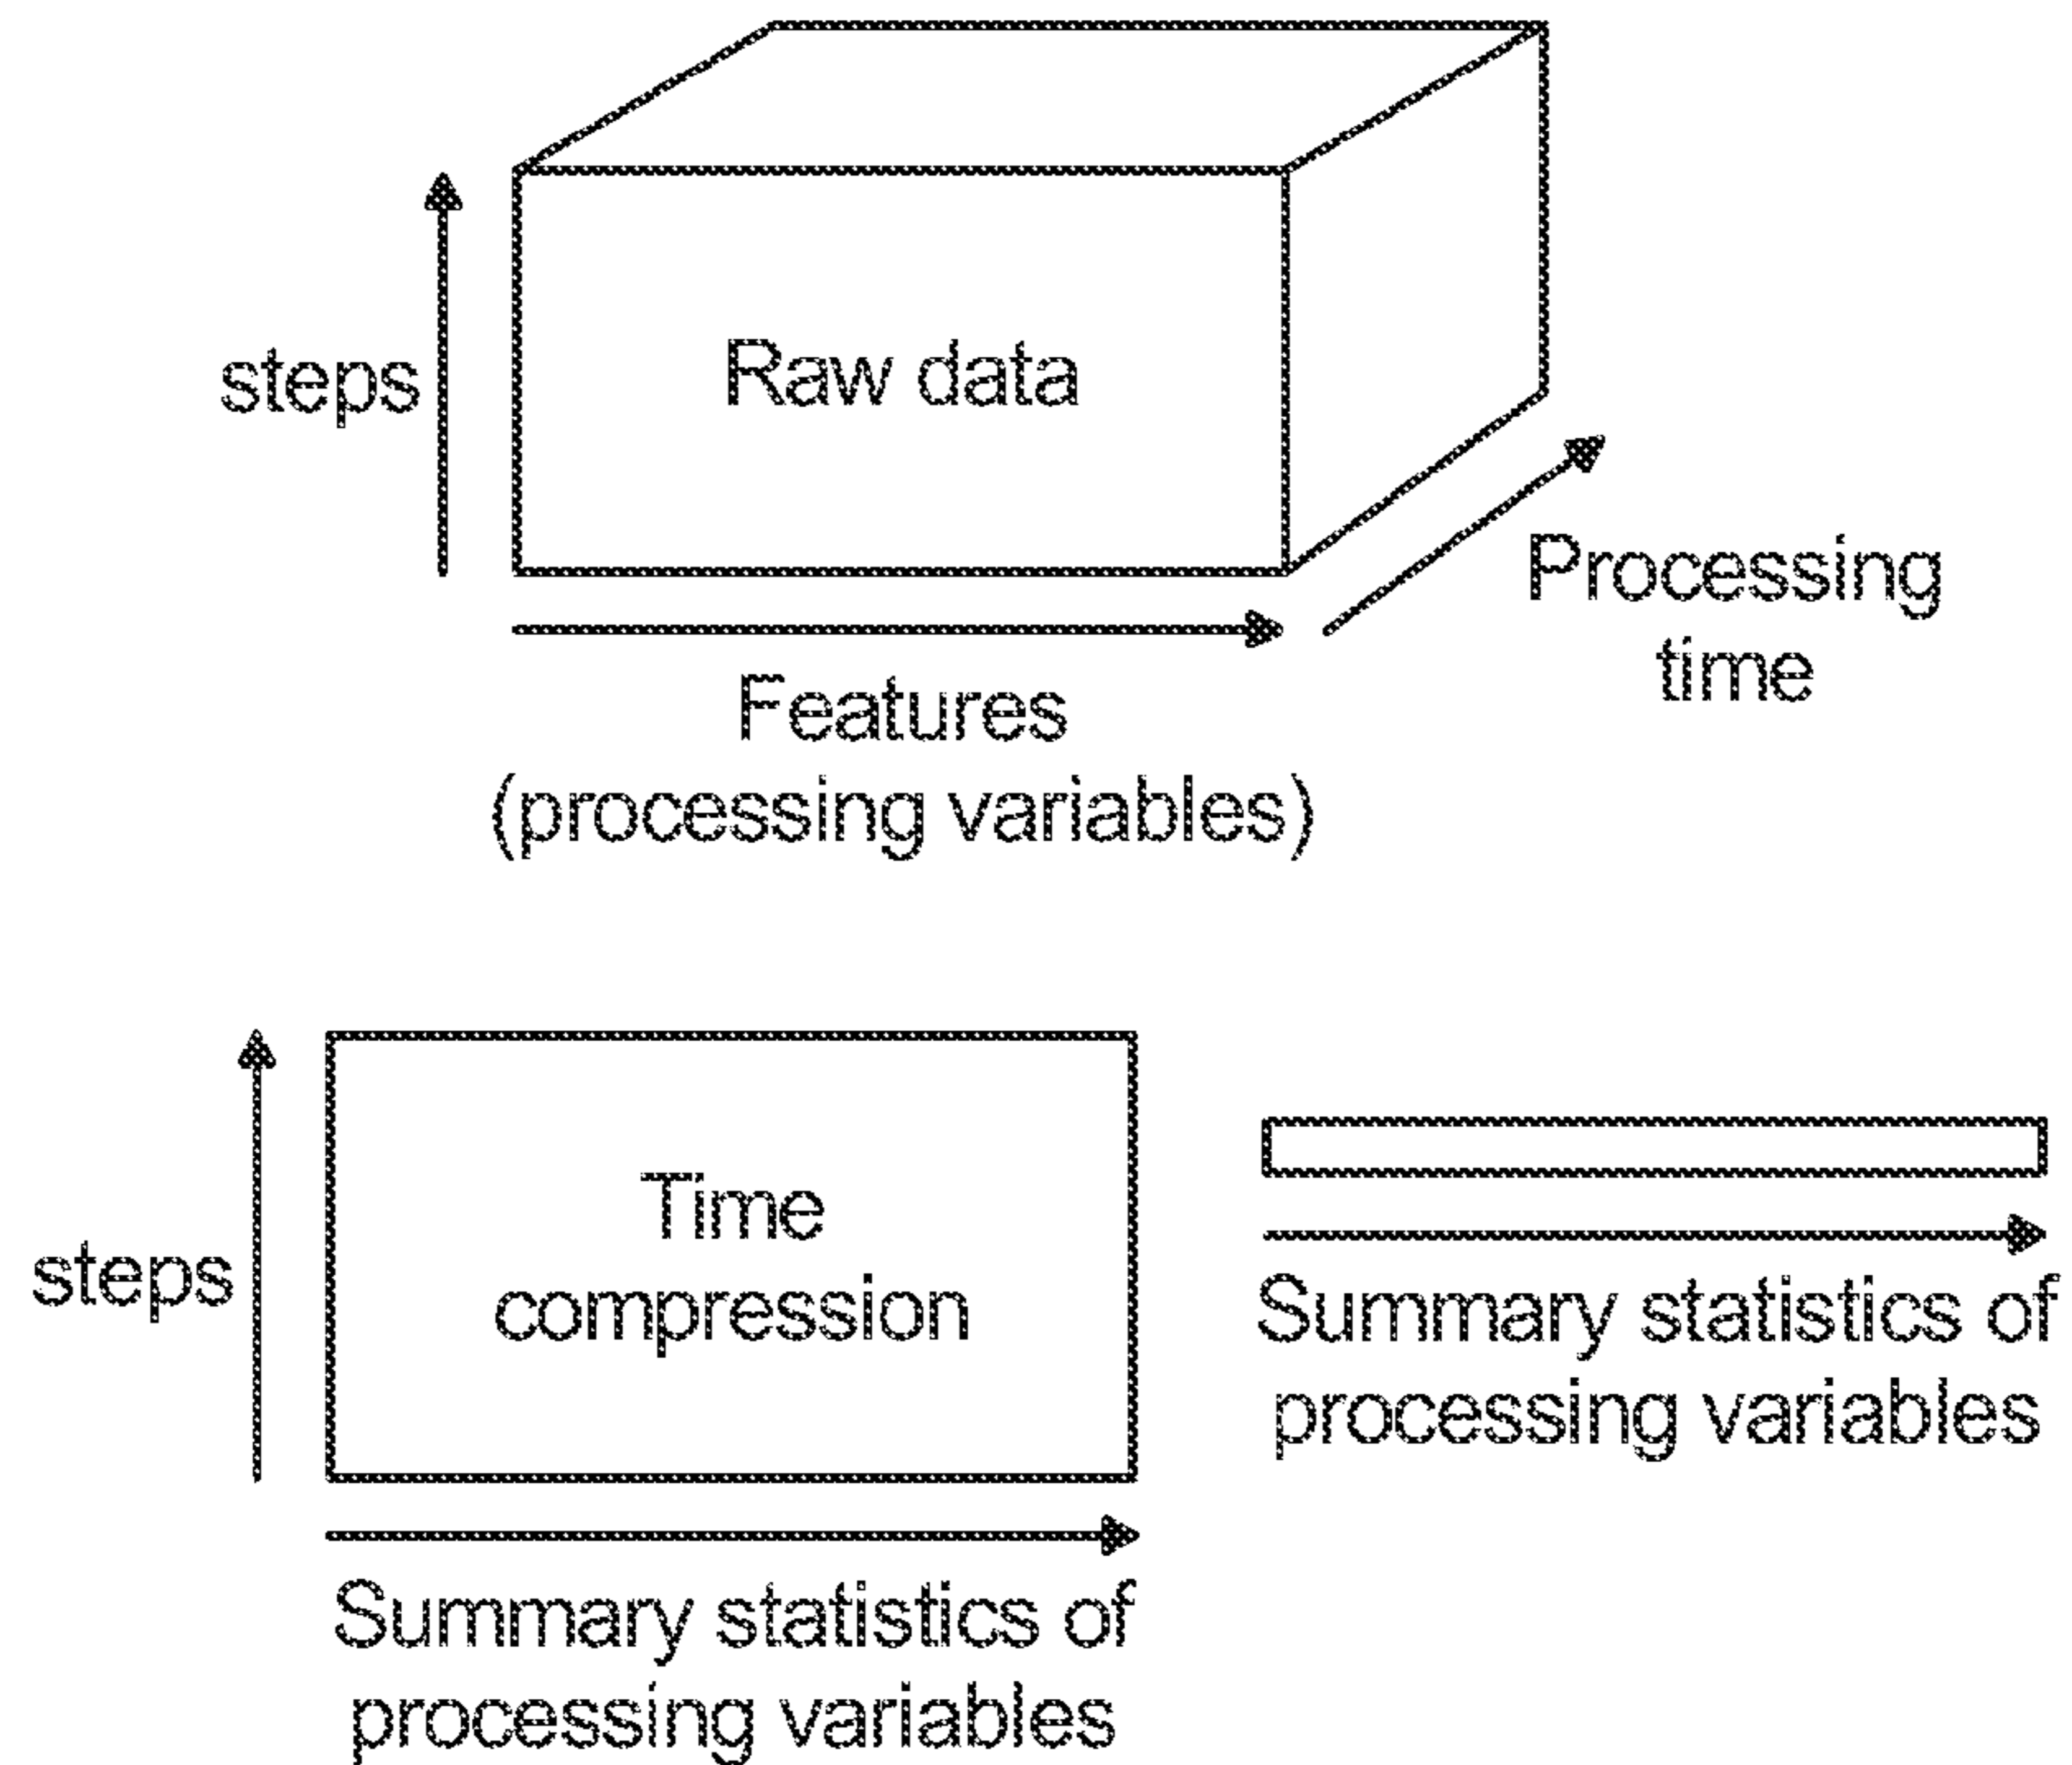 steps
Raw data
Processing
time
Features
(processing variables)
steps
Time
compression
Summary statistics of
processing variables
Summary statistics of
processing variables